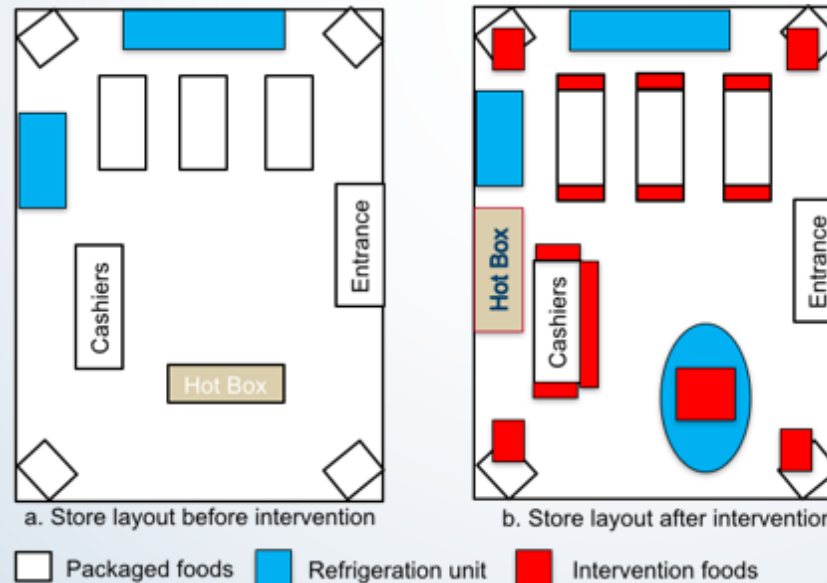 Cashiers
Entrance
Hot Box
a. Store layout before intervention
Hot Box
Cashiers
Entrance
b. Store layout after intervention
Packaged foods
Refrigeration unit
Intervention foods